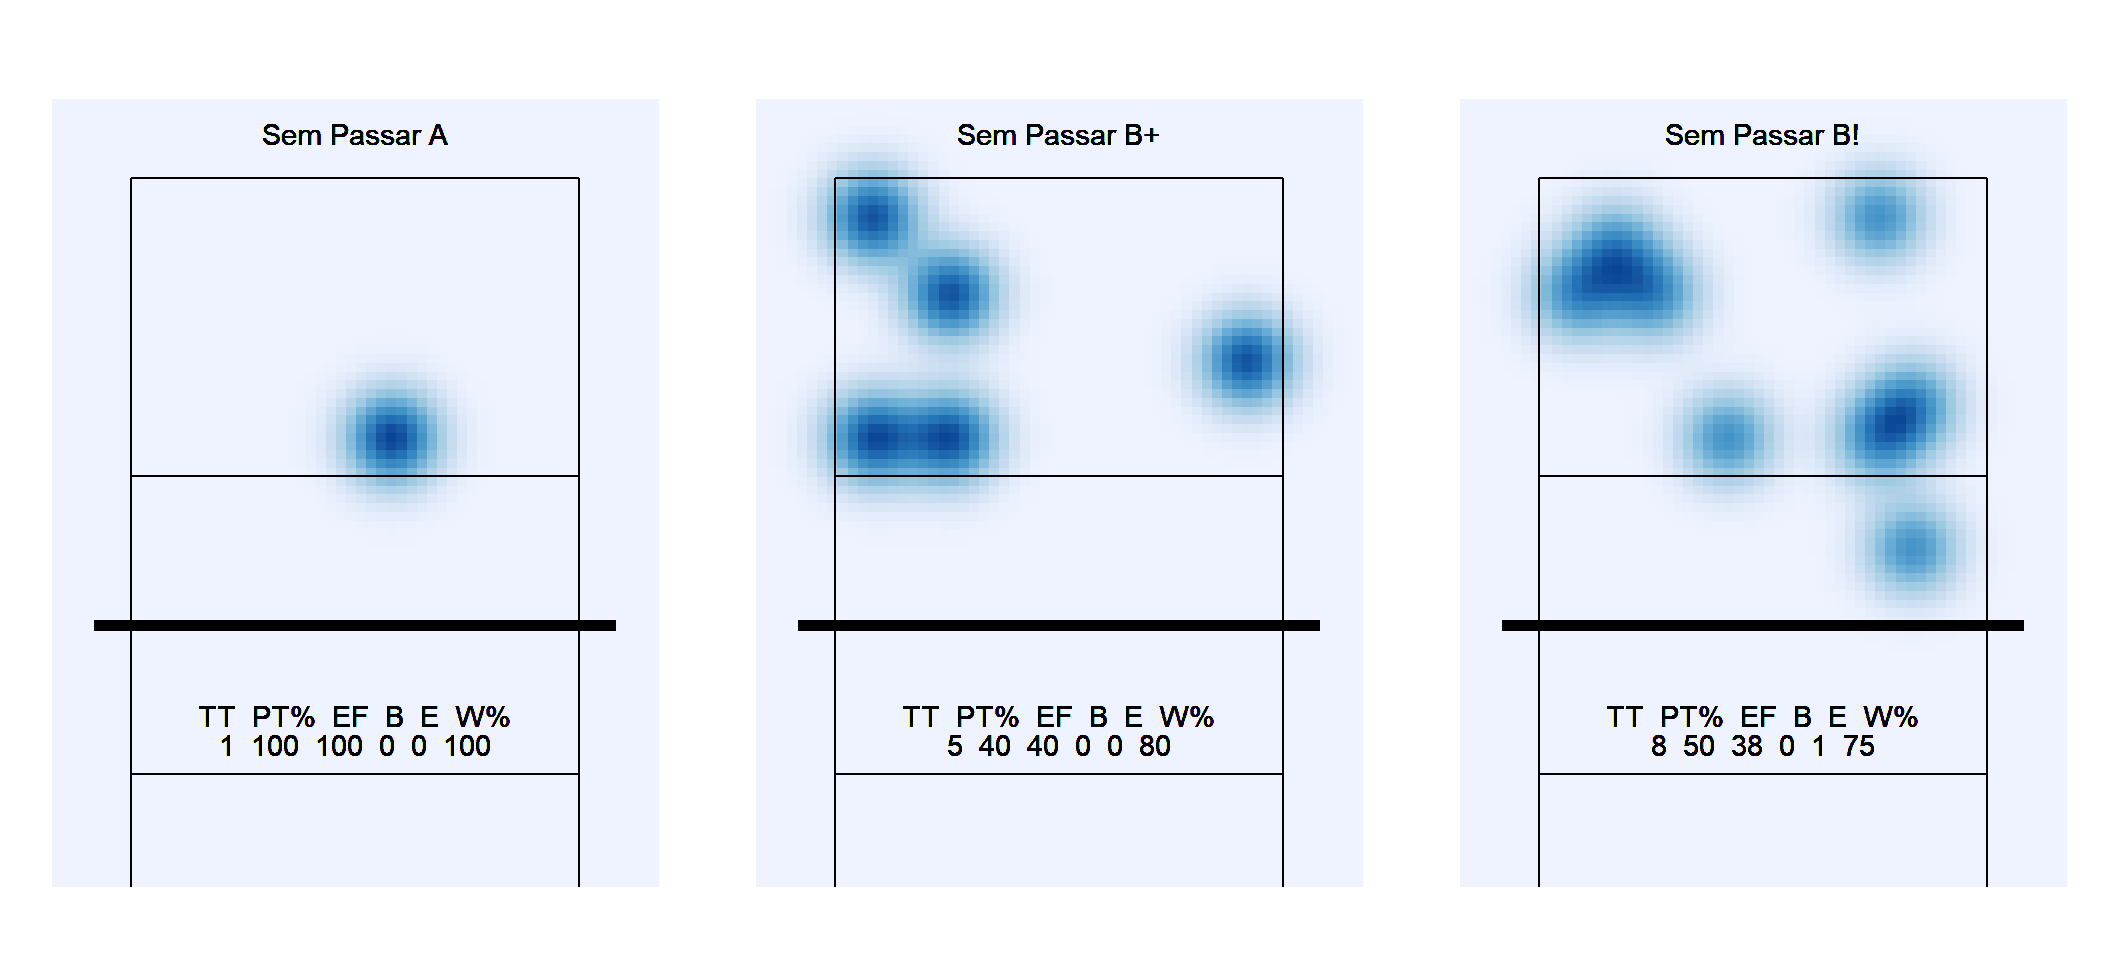 Sem Passar A
TT PT% EF B E W%
1 100 100 0 0 100
Sem Passar B+
TT PT% EF B E W%
5 40 40 0 0 80
Sem Passar B!
TT PT% EF B E W%
8 50 38 0 1 75